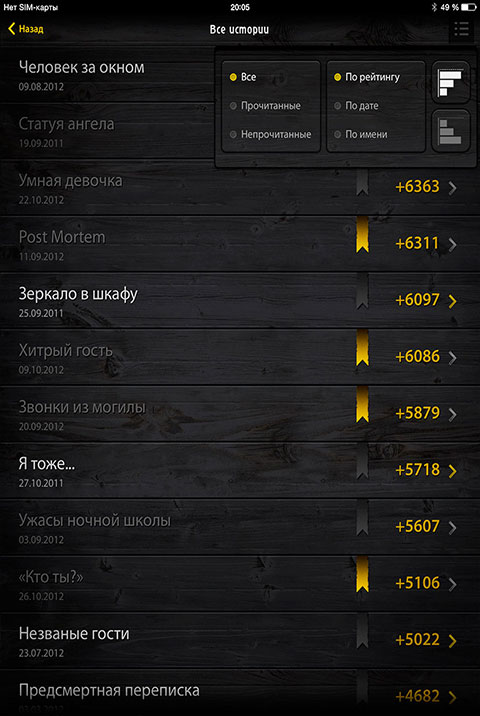 Нет SIM-карты 20:05 49 %
Назад Все истории
Человек за окном
09.08.2012
Все
Прочитанные
Непрочитанные
По рейтингу
По дате
По имени
Статуя ангела
19.09.2011
Умная девочка
22.10.2012
+6363
Post Mortem
11.09.2012
+6311
Зеркало в шкафу
25.09.2011
+6097
Хитрый гость
09.10.2012
+6086
Звонки из могилы
20.09.2012
+5879
Я тоже...
27.10.2011
+5718
Ужасы ночной школы
03.09.2012
+5607
«Кто ты?»
26.10.2012
+5106
Незваные гости
23.07.2012
+5022
Предсмертная переписка
+4682